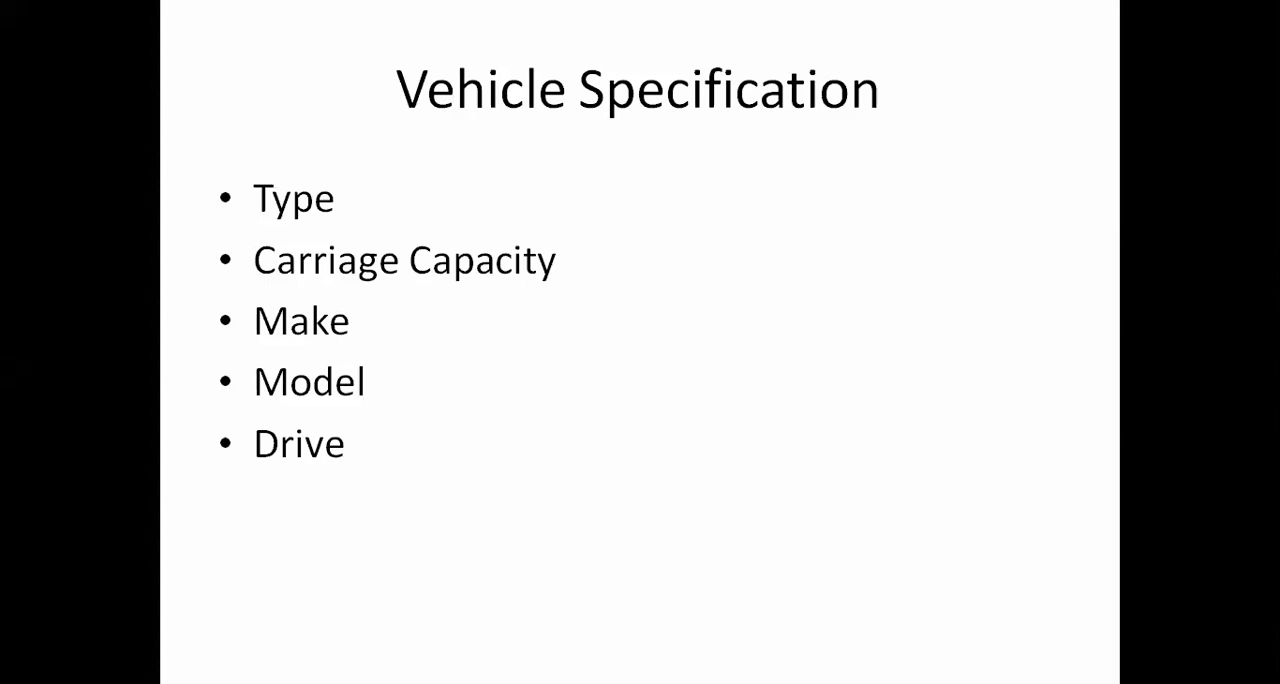 Vehicle Specification
• Type
• Carriage Capacity
• Make
• Model
• Drive